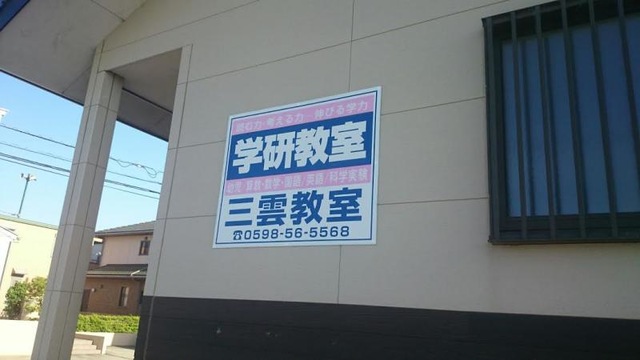 考える力 伸びる学力
学研教室
幼児/算数・数学・国語/英語/科学実験
三雲教室
☎0598-56-5568